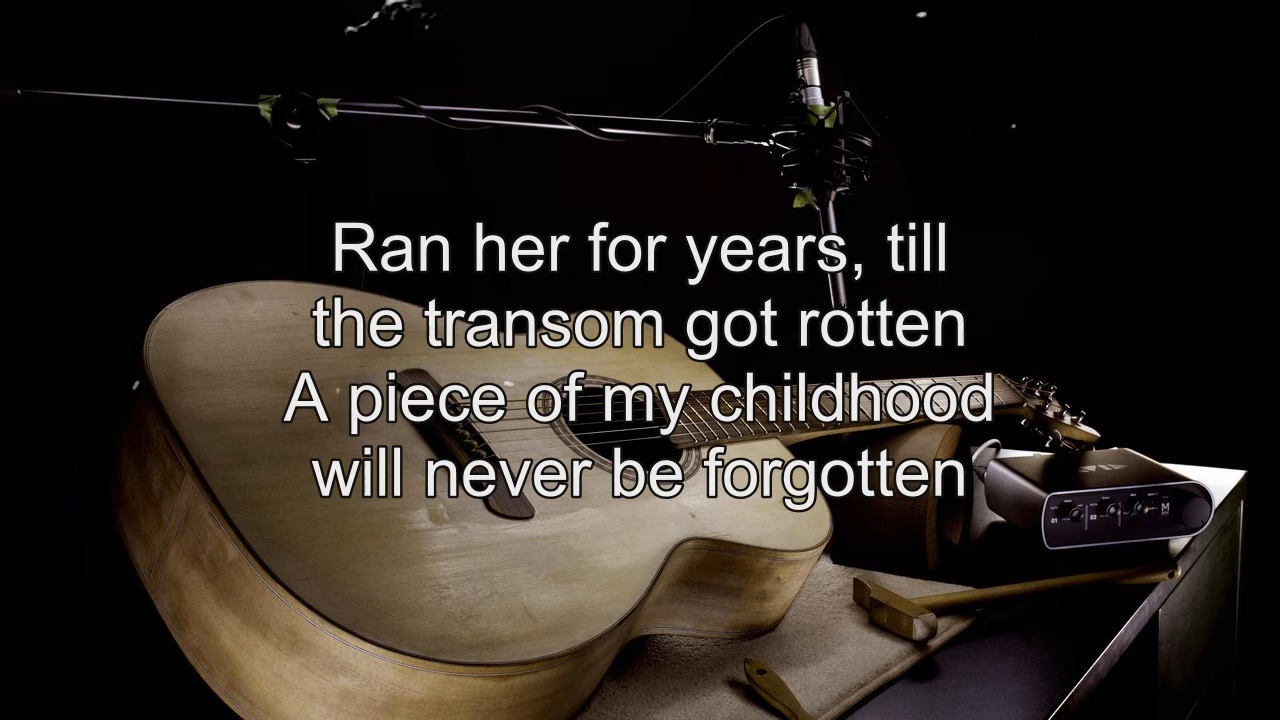 Ran her for years, till
the transom got rotten
A piece of my childhood
will never be forgotten